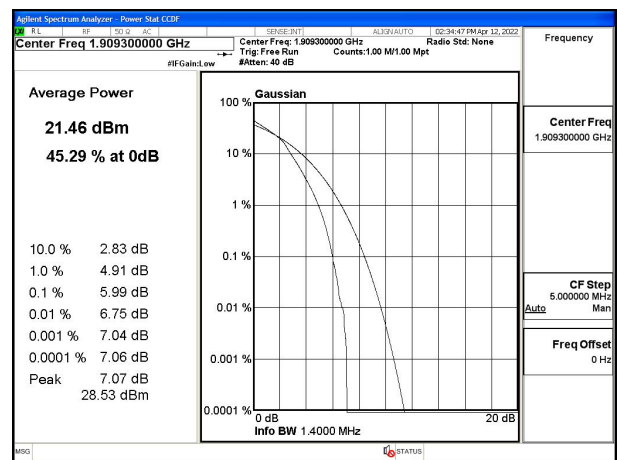 Agilent Spectrum Analyzer - Power Stat CCDF
RL RF 50 Ω AC SENSE:INT ALIGN AUTO 02:34:47 PM Apr 12, 2022
Center Freq 1.909300000 GHz
Center Freq: 1.909300000 GHz Radio Std: None
Trig: Free Run Counts:1.00 M/1.00 Mpt
#IFGain:Low #Atten: 40 dB
Frequency
Average Power
21.46 dBm
45.29 % at 0dB
10.0 % 2.83 dB
1.0 % 4.91 dB
0.1 % 5.99 dB
0.01 % 6.75 dB
0.001 % 7.04 dB
0.0001 % 7.06 dB
Peak 7.07 dB
28.53 dBm
Gaussian
100 %
10 %
1 %
0.1 %
0.01 %
0.001 %
0.0001 %
0 dB 20 dB
Info BW 1.4000 MHz
Center Freq
1.909300000 GHz
CF Step
5.000000 MHz
Auto Man
Freq Offset
0 Hz
MSG STATUS